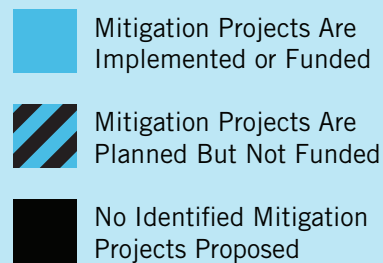 Mitigation Projects Are
Implemented or Funded
Mitigation Projects Are
Planned But Not Funded
No Identified Mitigation
Projects Proposed